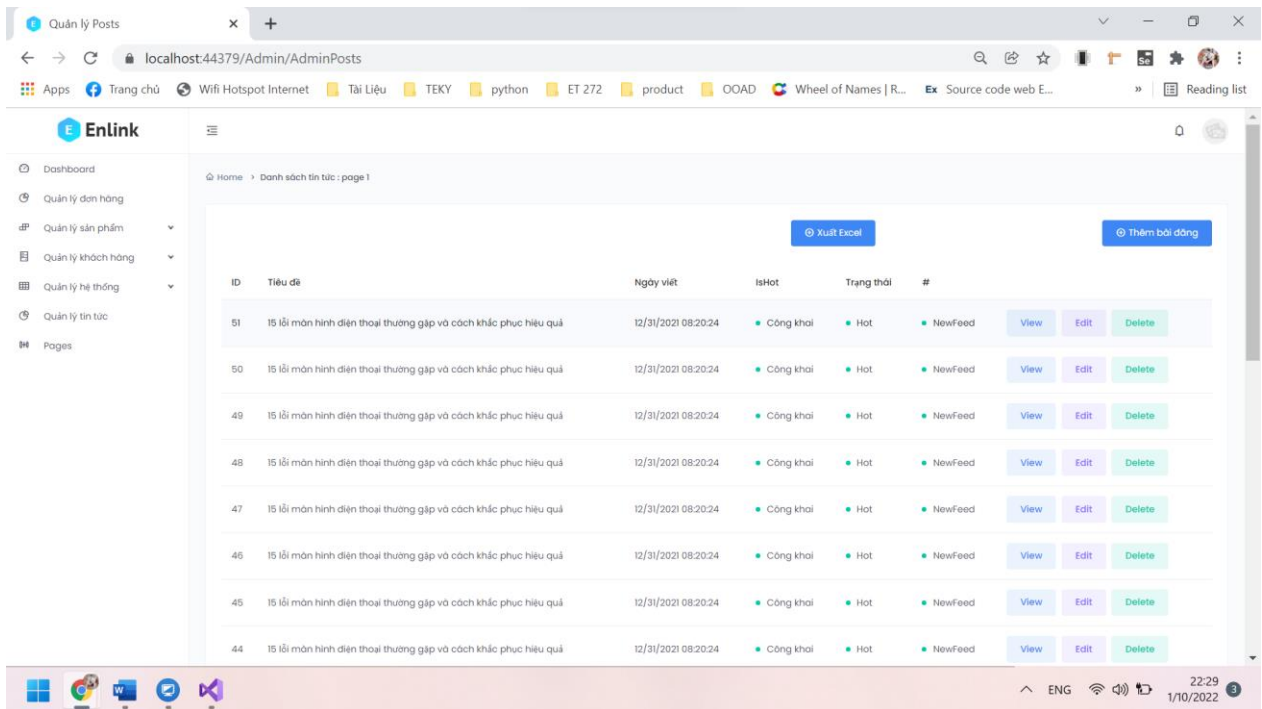 Quản lý Posts
localhost:44379/Admin/AdminPosts
Apps Trang chủ Wifi Hotspot Internet Tài Liệu TEKY python ET 272 product OOAD Wheel of Names | R... Ex Source code web E... » Reading list
E Enlink
Dashboard
Quản lý đơn hàng
Quản lý sản phẩm
Quản lý khách hàng
Quản lý hệ thống
Quản lý tin tức
Pages
Home > Danh sách tin tức : page 1
Xuất Excel Thêm bài đăng
ID Tiêu đề Ngày viết IsHot Trạng thái #
51 15 lỗi màn hình điện thoại thường gặp và cách khắc phục hiệu quả 12/31/2021 08:20:24 Công khai Hot NewFeed View Edit Delete
50 15 lỗi màn hình điện thoại thường gặp và cách khắc phục hiệu quả 12/31/2021 08:20:24 Công khai Hot NewFeed View Edit Delete
49 15 lỗi màn hình điện thoại thường gặp và cách khắc phục hiệu quả 12/31/2021 08:20:24 Công khai Hot NewFeed View Edit Delete
48 15 lỗi màn hình điện thoại thường gặp và cách khắc phục hiệu quả 12/31/2021 08:20:24 Công khai Hot NewFeed View Edit Delete
47 15 lỗi màn hình điện thoại thường gặp và cách khắc phục hiệu quả 12/31/2021 08:20:24 Công khai Hot NewFeed View Edit Delete
46 15 lỗi màn hình điện thoại thường gặp và cách khắc phục hiệu quả 12/31/2021 08:20:24 Công khai Hot NewFeed View Edit Delete
45 15 lỗi màn hình điện thoại thường gặp và cách khắc phục hiệu quả 12/31/2021 08:20:24 Công khai Hot NewFeed View Edit Delete
44 15 lỗi màn hình điện thoại thường gặp và cách khắc phục hiệu quả 12/31/2021 08:20:24 Công khai Hot NewFeed View Edit Delete
ENG 22:29
1/10/2022 3